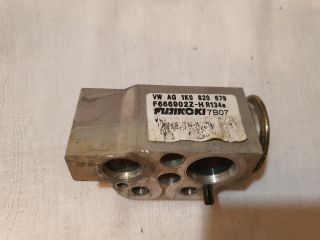 VW AG 1K0 820 679
F666902Z-H R134a
FUJIKOKI 7B07